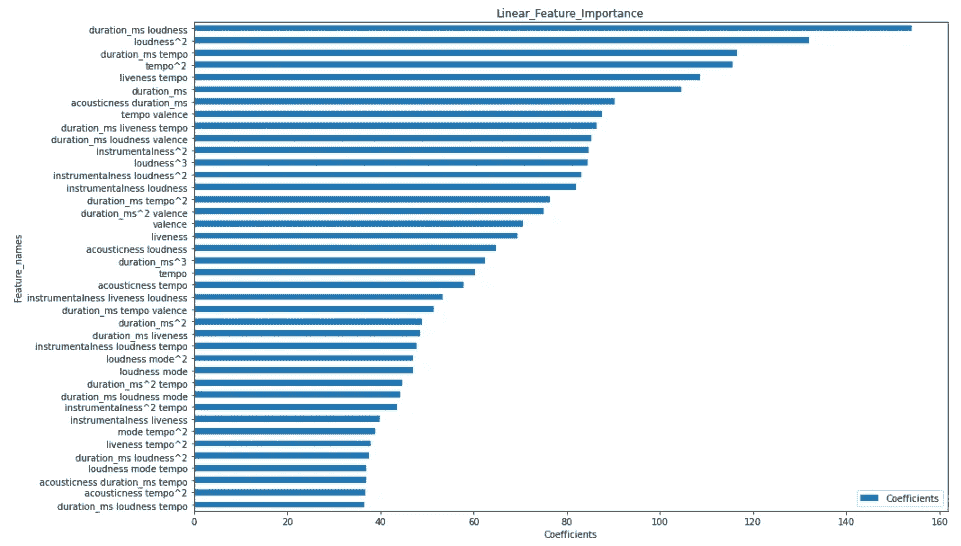 Linear_Feature_Importance
duration_ms loudness
loudness^2
duration_ms tempo
tempo^2
liveness tempo
duration_ms
acousticness duration_ms
tempo valence
duration_ms liveness tempo
duration_ms loudness valence
instrumentalness^2
loudness^3
instrumentalness loudness^2
instrumentalness loudness
duration_ms tempo^2
duration_ms^2 valence
valence
liveness
acousticness loudness
duration_ms^3
tempo
acousticness tempo
instrumentalness liveness loudness
duration_ms tempo valence
duration_ms^2
duration_ms liveness
instrumentalness loudness tempo
loudness mode^2
loudness mode
duration_ms^2 tempo
duration_ms loudness mode
instrumentalness^2 tempo
instrumentalness liveness
mode tempo^2
liveness tempo^2
duration_ms loudness^2
loudness mode tempo
acousticness duration_ms tempo
acousticness tempo^2
duration_ms loudness tempo
Feature_names
Coefficients
0 20 40 60 80 100 120 140 160
Coefficients